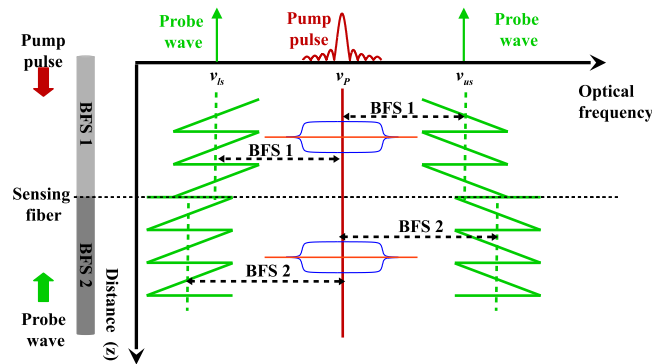 Probe
wave
Pump
pulse
Probe
wave
Pump
pulse
v_ls
v_P
v_us
Optical
frequency
BFS 1
BFS 1
BFS 1
Sensing
fiber
BFS 2
BFS 2
BFS 2
Probe
wave
Distance (z)